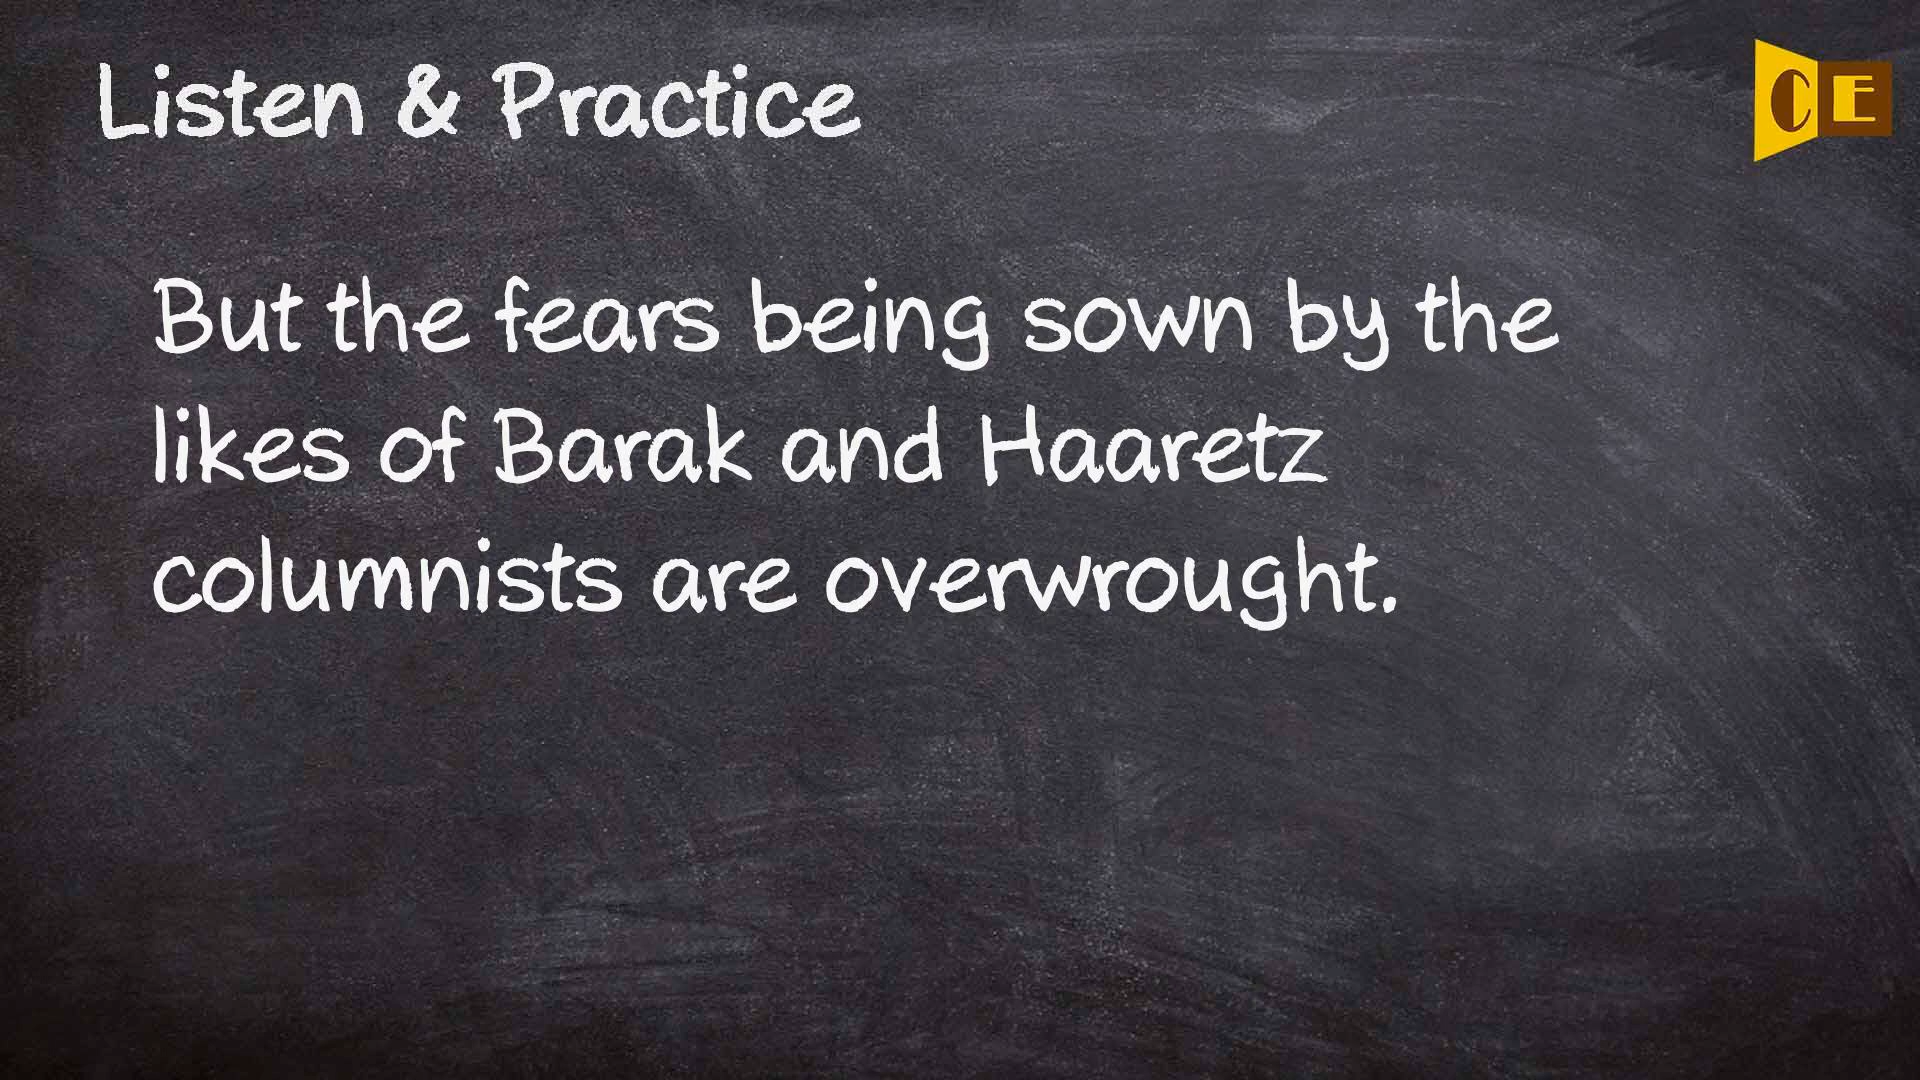 Listen & Practice
CE
But the fears being sown by the
likes of Barak and Haaretz
columnists are overwrought.